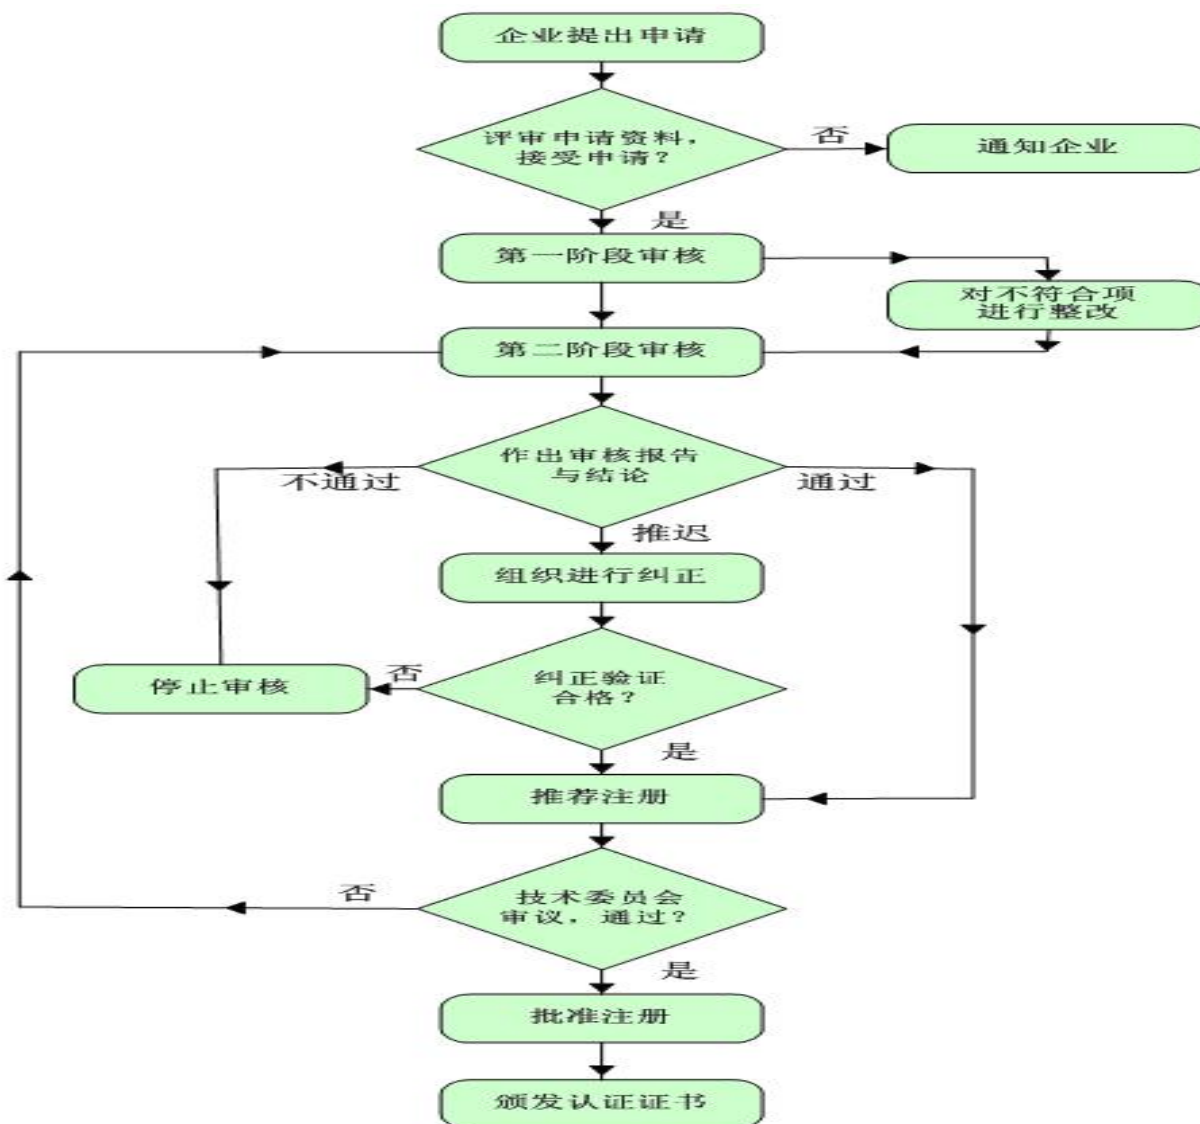 企业提出申请
评审申请资料,
接受申请?
否
通知企业
是
第一阶段审核
对不符合项
进行整改
第二阶段审核
作出审核报告
与结论
不通过
通过
推迟
组织进行纠正
纠正验证
合格?
否
停止审核
是
推荐注册
技术委员会
审议, 通过?
否
是
批准注册
颁发认证证书